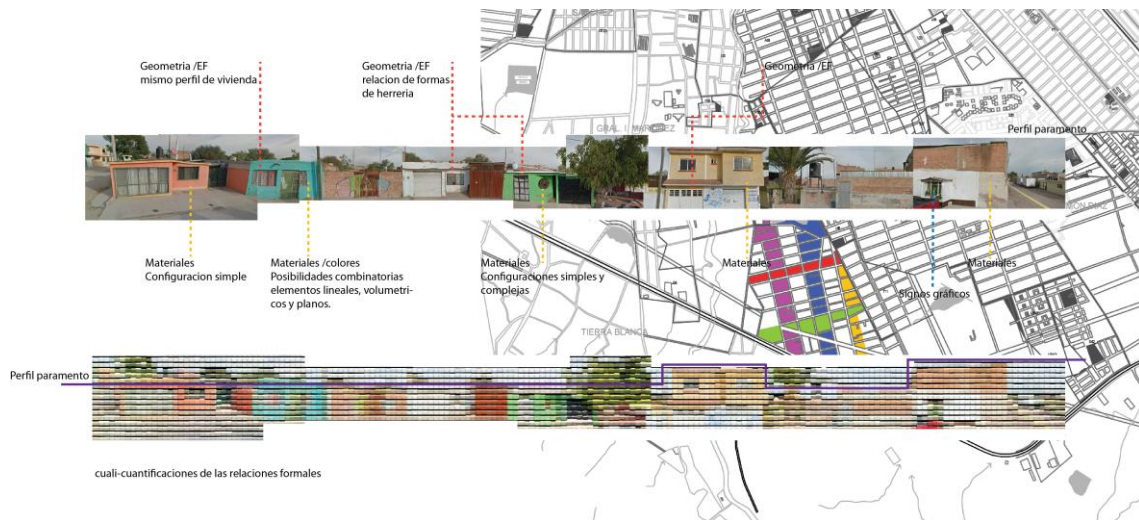 Geometria /EF
mismo perfil de vivienda
Geometria /EF
relacion de formas
de herreria
Geometria /EF
GRAL. I. MARTINEZ
Perfil paramento
Materiales
Configuracion simple
Materiales /colores
Posibilidades combinatorias
elementos lineales, volumetri-
cos y planos.
Materiales
Configuraciones simples y
complejas
Materiales
Signos gráficos
Materiales
TIERRA BLANCA
Perfil paramento
cuali-cuantificaciones de las relaciones formales